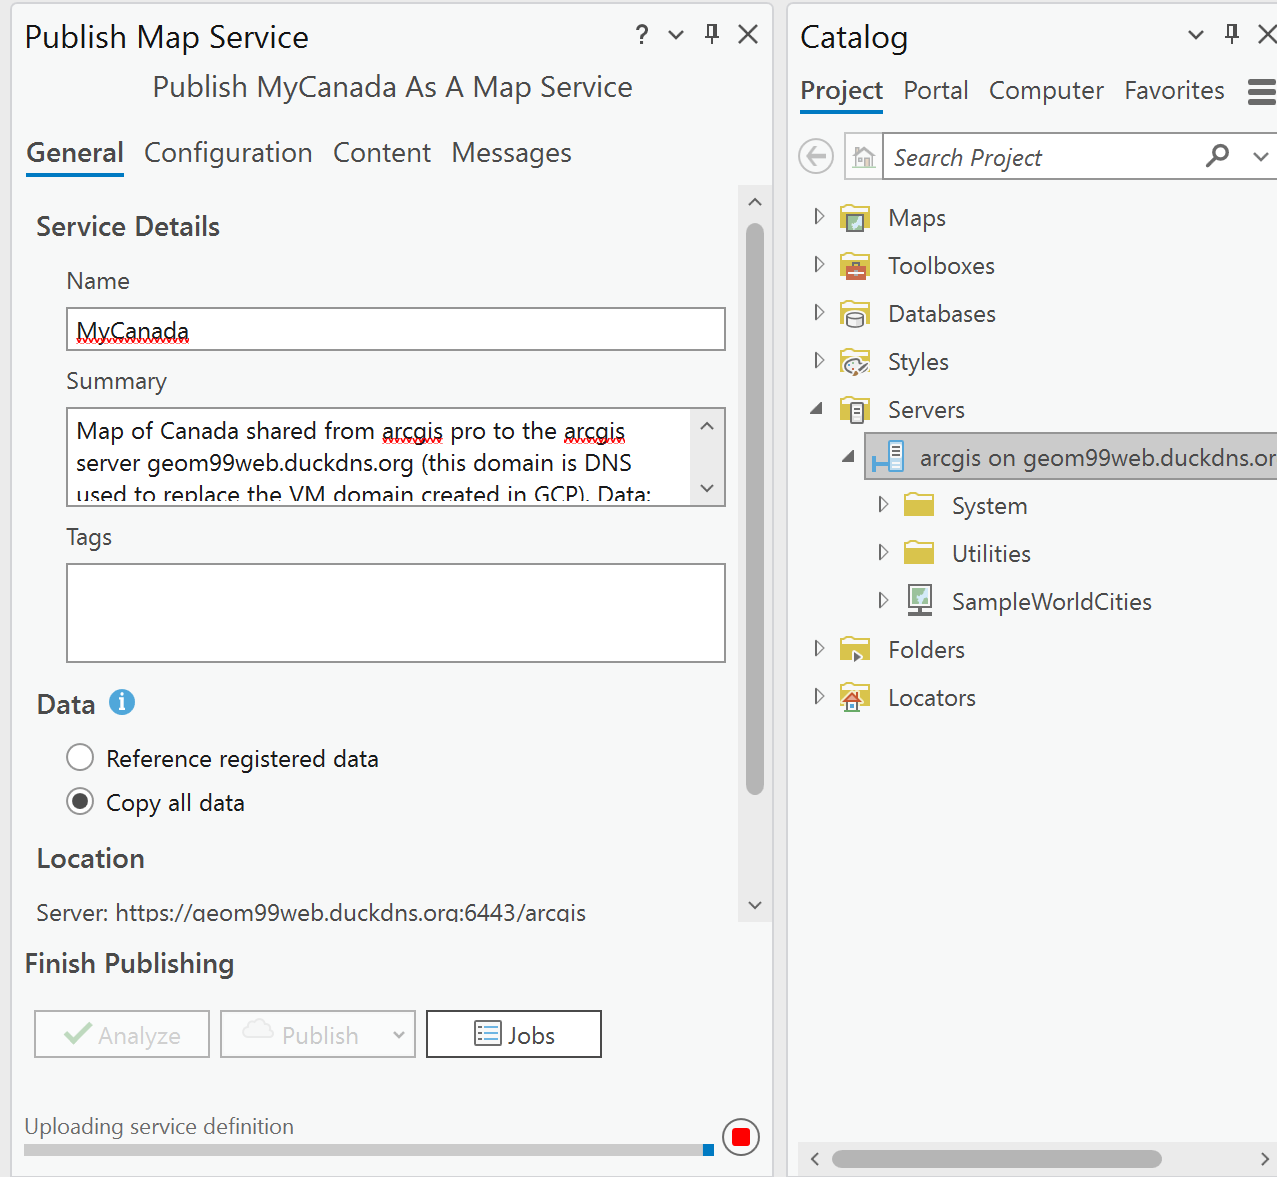 Publish Map Service
?
Publish MyCanada As A Map Service
General Configuration Content Messages
Service Details
Name
MyCanada
Summary
Map of Canada shared from arcgis pro to the arcgis
server geom99web.duckdns.org (this domain is DNS
used to replace the VM domain created in GCP). Data:
Tags
Data
Reference registered data
Copy all data
Location
Server: https://geom99web.duckdns.org:6443/arcgis
Finish Publishing
Analyze Publish Jobs
Uploading service definition
Catalog
Project Portal Computer Favorites
Search Project
Maps
Toolboxes
Databases
Styles
Servers
arcgis on geom99web.duckdns.or
System
Utilities
SampleWorldCities
Folders
Locators